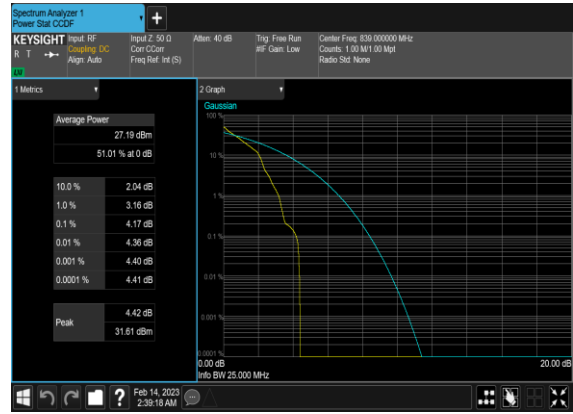 Spectrum Analyzer 1
Power Stat CCDF
KEYSIGHT
R T
LW
Input: RF
Coupling: DC
Align: Auto
Input Z: 50 Ω
Corr CCorr
Freq Ref: Int (S)
Atten: 40 dB
Trig: Free Run
#IF Gain: Low
Center Freq: 839.000000 MHz
Counts: 1.00 M/1.00 Mpt
Radio Std: None
1 Metrics
Average Power
27.19 dBm
51.01 % at 0 dB
10.0 % 2.04 dB
1.0 % 3.16 dB
0.1 % 4.17 dB
0.01 % 4.36 dB
0.001 % 4.40 dB
0.0001 % 4.41 dB
Peak
4.42 dB
31.61 dBm
2 Graph
Gaussian
100 %
10 %
1 %
0.1 %
0.01 %
0.001 %
0.0001 %
0.00 dB
20.00 dB
Info BW 25.000 MHz
?
Feb 14, 2023
2:39:18 AM